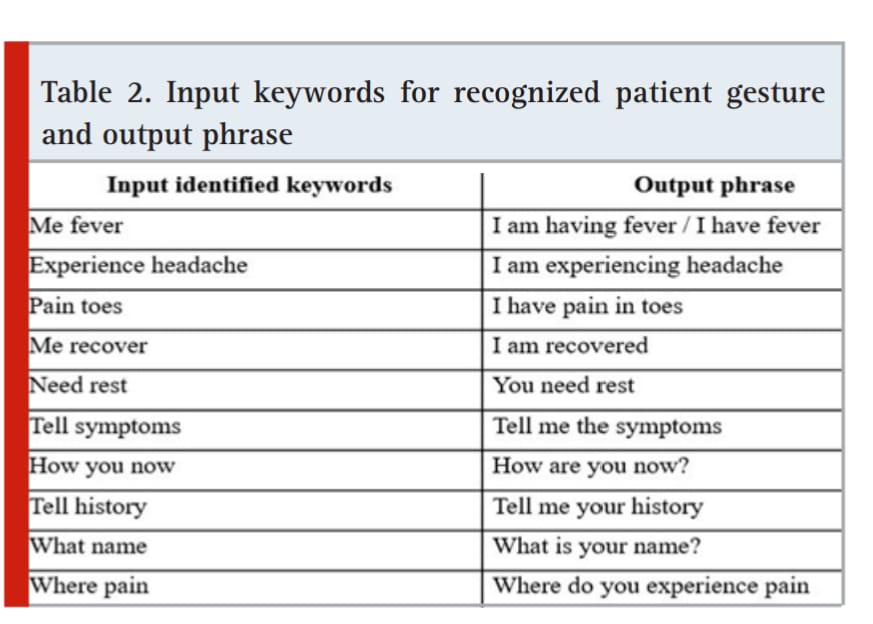 Table 2. Input keywords for recognized patient gesture
and output phrase
Input identified keywords Output phrase
Me fever I am having fever / I have fever
Experience headache I am experiencing headache
Pain toes I have pain in toes
Me recover I am recovered
Need rest You need rest
Tell symptoms Tell me the symptoms
How you now How are you now?
Tell history Tell me your history
What name What is your name?
Where pain Where do you experience pain